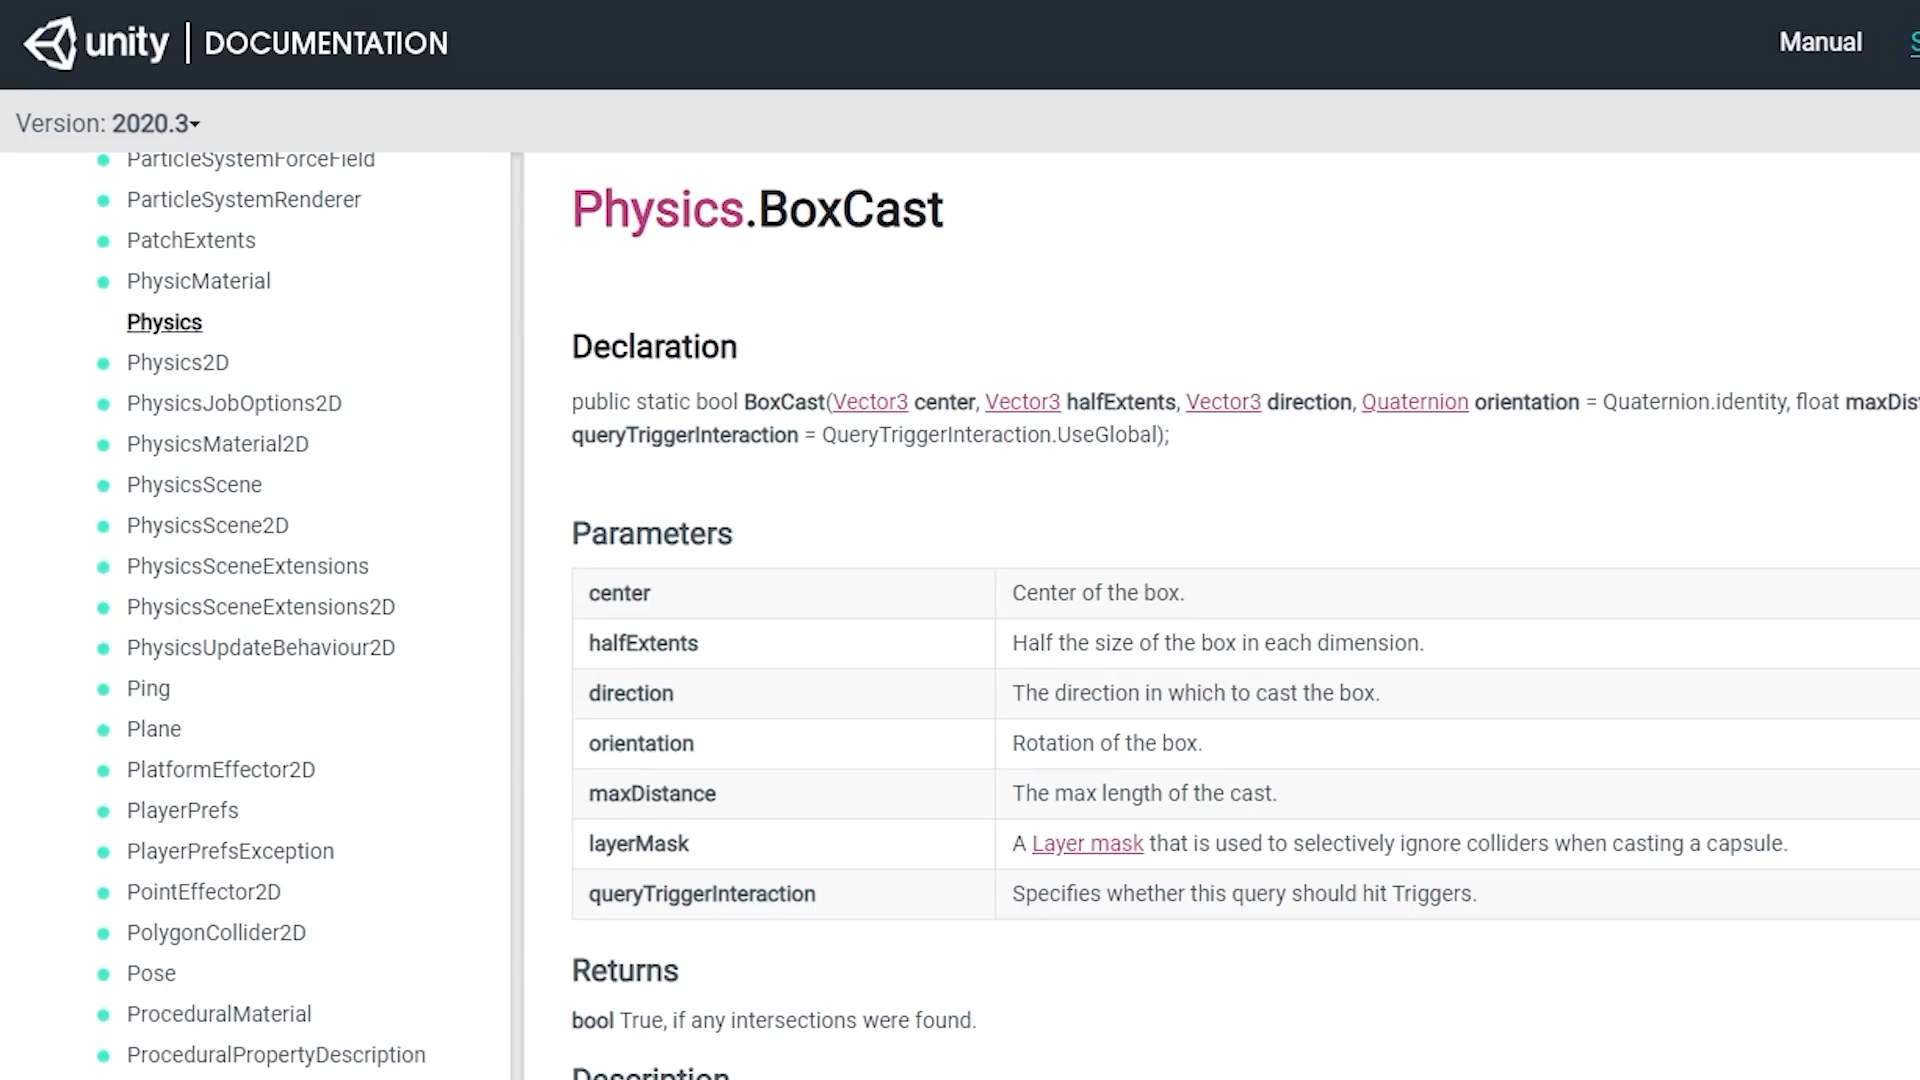 unity | DOCUMENTATION
Manual
Version: 2020.3
ParticleSystemForceField
ParticleSystemRenderer
PatchExtents
PhysicMaterial
Physics
Physics2D
PhysicsJobOptions2D
PhysicsMaterial2D
PhysicsScene
PhysicsScene2D
PhysicsSceneExtensions
PhysicsSceneExtensions2D
PhysicsUpdateBehaviour2D
Ping
Plane
PlatformEffector2D
PlayerPrefs
PlayerPrefsException
PointEffector2D
PolygonCollider2D
Pose
ProceduralMaterial
ProceduralPropertyDescription
Physics.BoxCast
Declaration
public static bool BoxCast(Vector3 center, Vector3 halfExtents, Vector3 direction, Quaternion orientation = Quaternion.identity, float maxDis
queryTriggerInteraction = QueryTriggerInteraction.UseGlobal);
Parameters
center Center of the box.
halfExtents Half the size of the box in each dimension.
direction The direction in which to cast the box.
orientation Rotation of the box.
maxDistance The max length of the cast.
layerMask A Layer mask that is used to selectively ignore colliders when casting a capsule.
queryTriggerInteraction Specifies whether this query should hit Triggers.
Returns
bool True, if any intersections were found.
Description